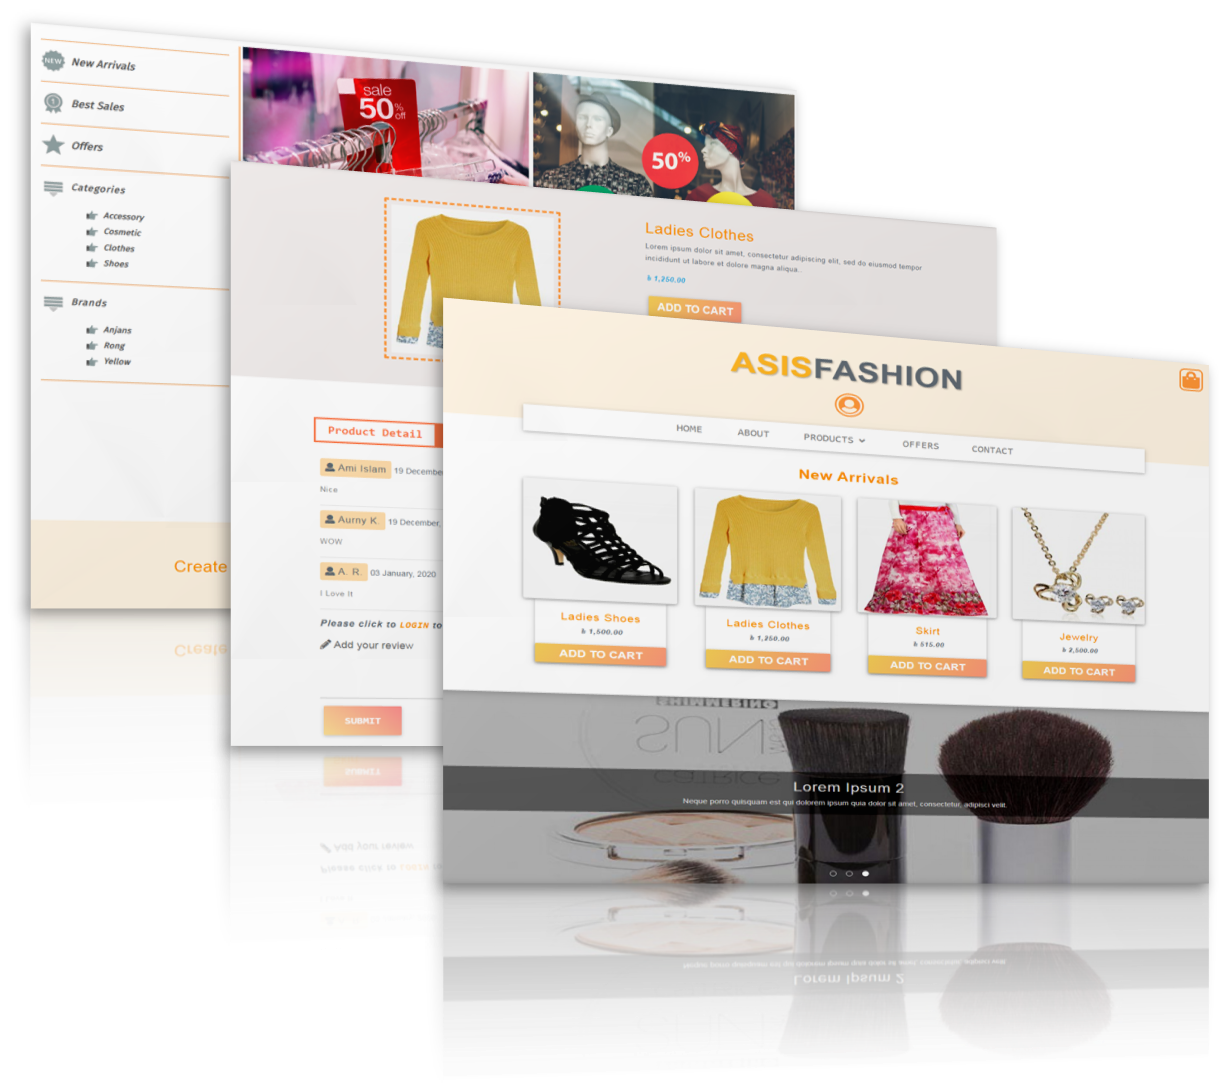 NEW
New Arrivals
1
Best Sales
Offers
Categories
Accessory
Cosmetic
Clothes
Shoes
Brands
Anjans
Rong
Yellow
Create
sale
50%
off
50%
Ladies Clothes
Lorem ipsum dolor sit amet, consectetur adipiscing elit, sed do eiusmod tempor
incididunt ut labore et dolore magna aliqua..
৳ 1,250.00
ADD TO CART
Product Detail
Ami Islam 19 December
Nice
Aurny K. 19 December,
WOW
A. R. 03 January, 2020
I Love It
Please click to LOGIN to
Add your review
SUBMIT
ASISFASHION
HOME ABOUT PRODUCTS OFFERS CONTACT
New Arrivals
Ladies Shoes
৳ 1,500.00
ADD TO CART
Ladies Clothes
৳ 1,250.00
ADD TO CART
Skirt
৳ 515.00
ADD TO CART
Jewelry
৳ 2,500.00
ADD TO CART
SHIMMERING
SUN
catrice
Lorem Ipsum 2
Neque porro quisquam est qui dolorem ipsum quia dolor sit amet, consectetur, adipisci velit.